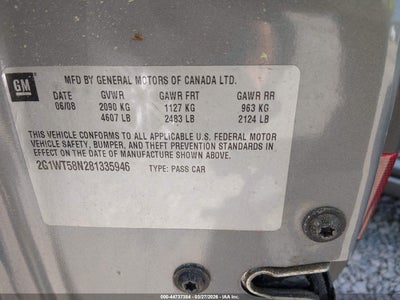 GM
MFD BY GENERAL MOTORS OF CANADA LTD.
DATE GVWR GAWR FRT GAWR RR
06/08 2090 KG 1127 KG 963 KG
4607 LB 2483 LB 2124 LB
THIS VEHICLE CONFORMS TO ALL APPLICABLE U.S. FEDERAL MOTOR
VEHICLE SAFETY, BUMPER, AND THEFT PREVENTION STANDARDS IN
EFFECT ON THE DATE OF MANUFACTURE SHOWN ABOVE.
2G1WT58N281335946 TYPE: PASS CAR
000-44737384 - 03/27/2026 - IAA Inc.